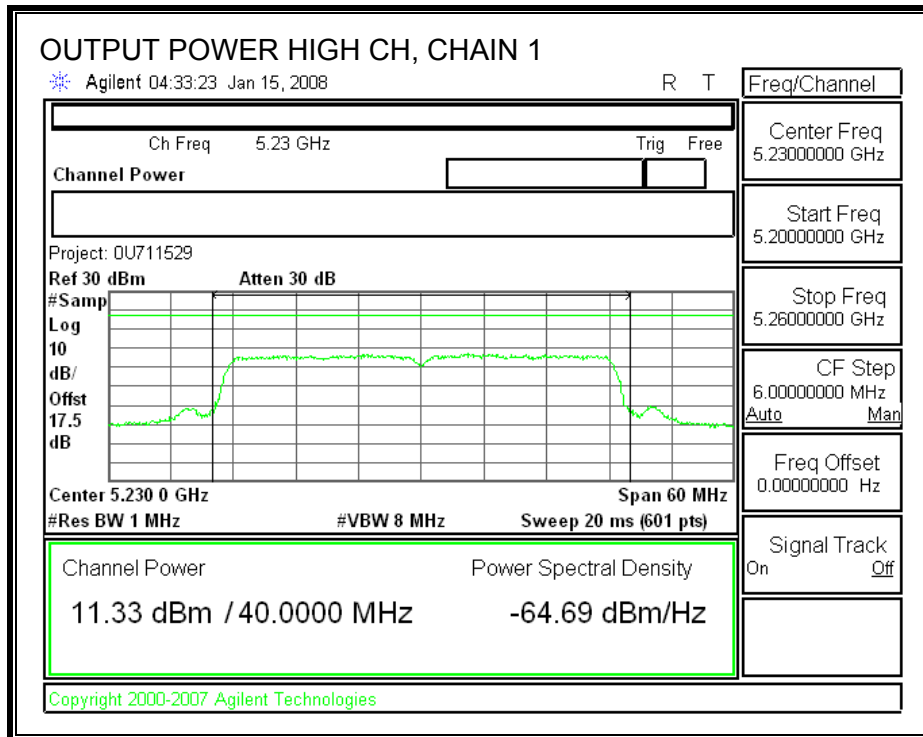 OUTPUT POWER HIGH CH, CHAIN 1
Agilent 04:33:23 Jan 15, 2008 R T
Freq/Channel
Ch Freq 5.23 GHz Trig Free
Channel Power
Project: 0U711529
Ref 30 dBm Atten 30 dB
#Samp
Log
10
dB/
Offst
17.5
dB
Center 5.230 0 GHz Span 60 MHz
#Res BW 1 MHz #VBW 8 MHz Sweep 20 ms (601 pts)
Channel Power Power Spectral Density
11.33 dBm / 40.0000 MHz -64.69 dBm/Hz
Center Freq
5.23000000 GHz
Start Freq
5.20000000 GHz
Stop Freq
5.26000000 GHz
CF Step
6.00000000 MHz
Auto Man
Freq Offset
0.00000000 Hz
Signal Track
On Off
Copyright 2000-2007 Agilent Technologies